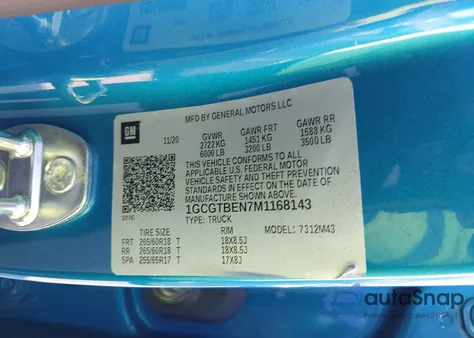 GM
MFD BY GENERAL MOTORS LLC
11/20 GVWR GAWR FRT GAWR RR
2722 KG 1451 KG 1588 KG
6000 LB 3200 LB 3500 LB
THIS VEHICLE CONFORMS TO ALL
APPLICABLE U.S. FEDERAL MOTOR
VEHICLE SAFETY AND THEFT PREVENTION
STANDARDS IN EFFECT ON THE DATE OF
MANUFACTURE SHOWN ABOVE.
1GCGTBEN7M1168143
TYPE: TRUCK
TIRE SIZE RIM MODEL: 7312M43
FRT 265/60R18 T 18X8.5J
RR 265/60R18 T 18X8.5J
SPA 255/65R17 T 17X8J
autoSnap